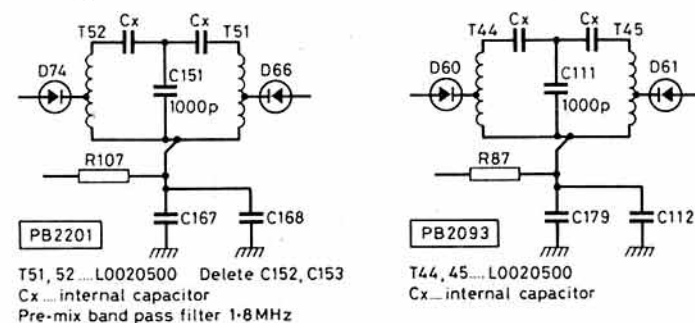 Cx Cx
T52 T51
D74 D66
C151
1000p
R107
C167 C168
PB2201
T51, 52 .... L0020500 Delete C152, C153
Cx .... internal capacitor
Pre-mix band pass filter 1·8MHz
Cx Cx
T44 T45
D60 D61
C111
1000p
R87
C179 C112
PB2093
T44, 45.... L0020500
Cx... internal capacitor